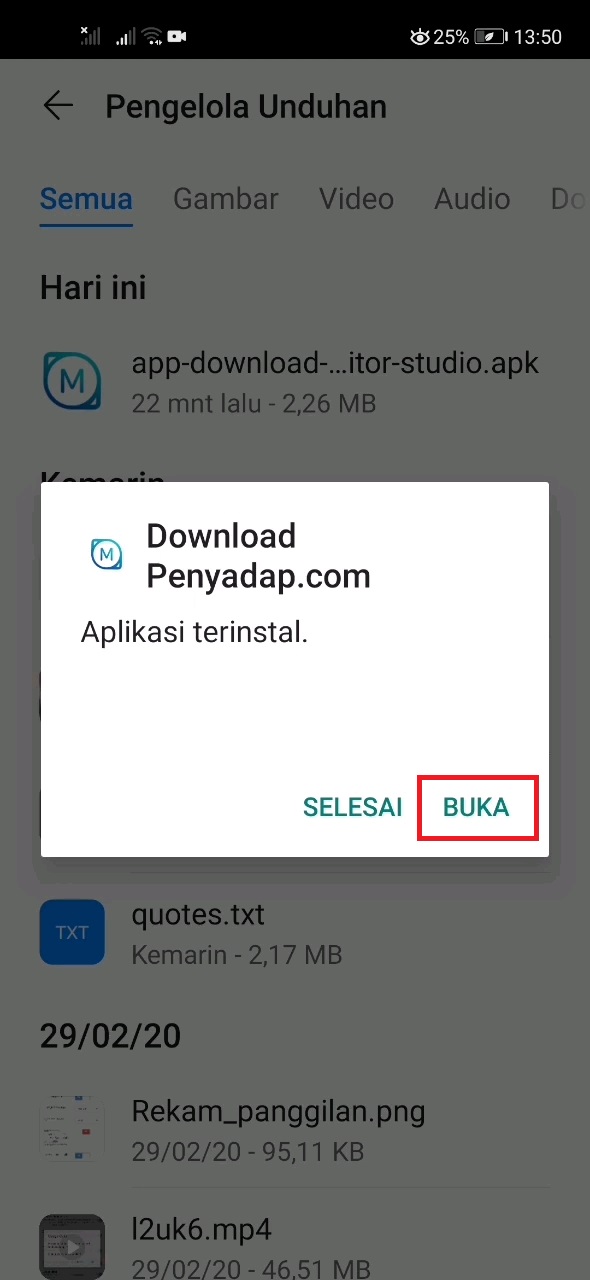 25% 13:50
Pengelola Unduhan
Semua Gambar Video Audio Do
Hari ini
M
app-download-...itor-studio.apk
22 mnt lalu - 2,26 MB
M
Download
Penyadap.com
Aplikasi terinstal.
SELESAI BUKA
TXT
quotes.txt
Kemarin - 2,17 MB
29/02/20
Rekam_panggilan.png
29/02/20 - 95,11 KB
l2uk6.mp4
29/02/20 - 46,51 MB